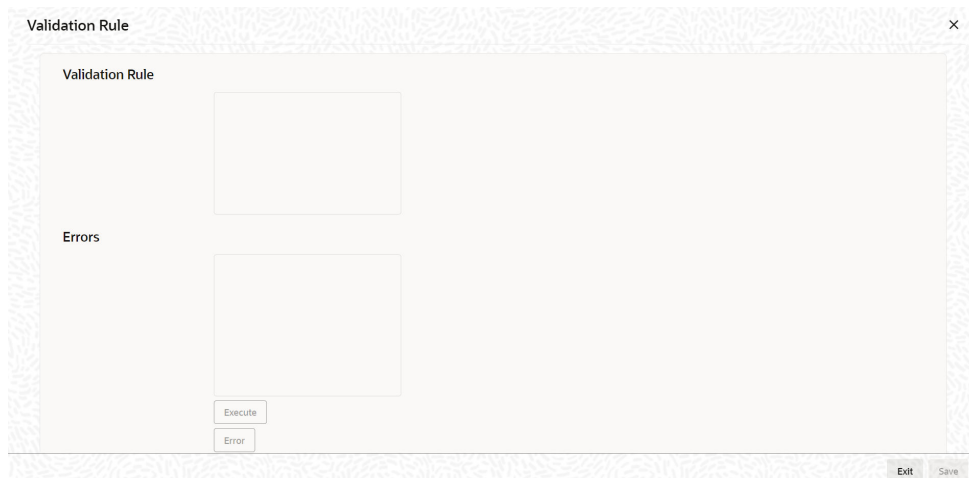 Validation Rule
Validation Rule
Errors
Execute
Error
Exit Save